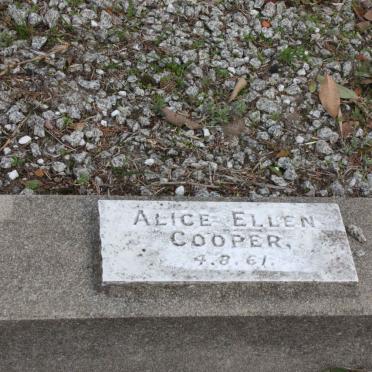 ALICE ELLEN
COOPER,
4.8.61.